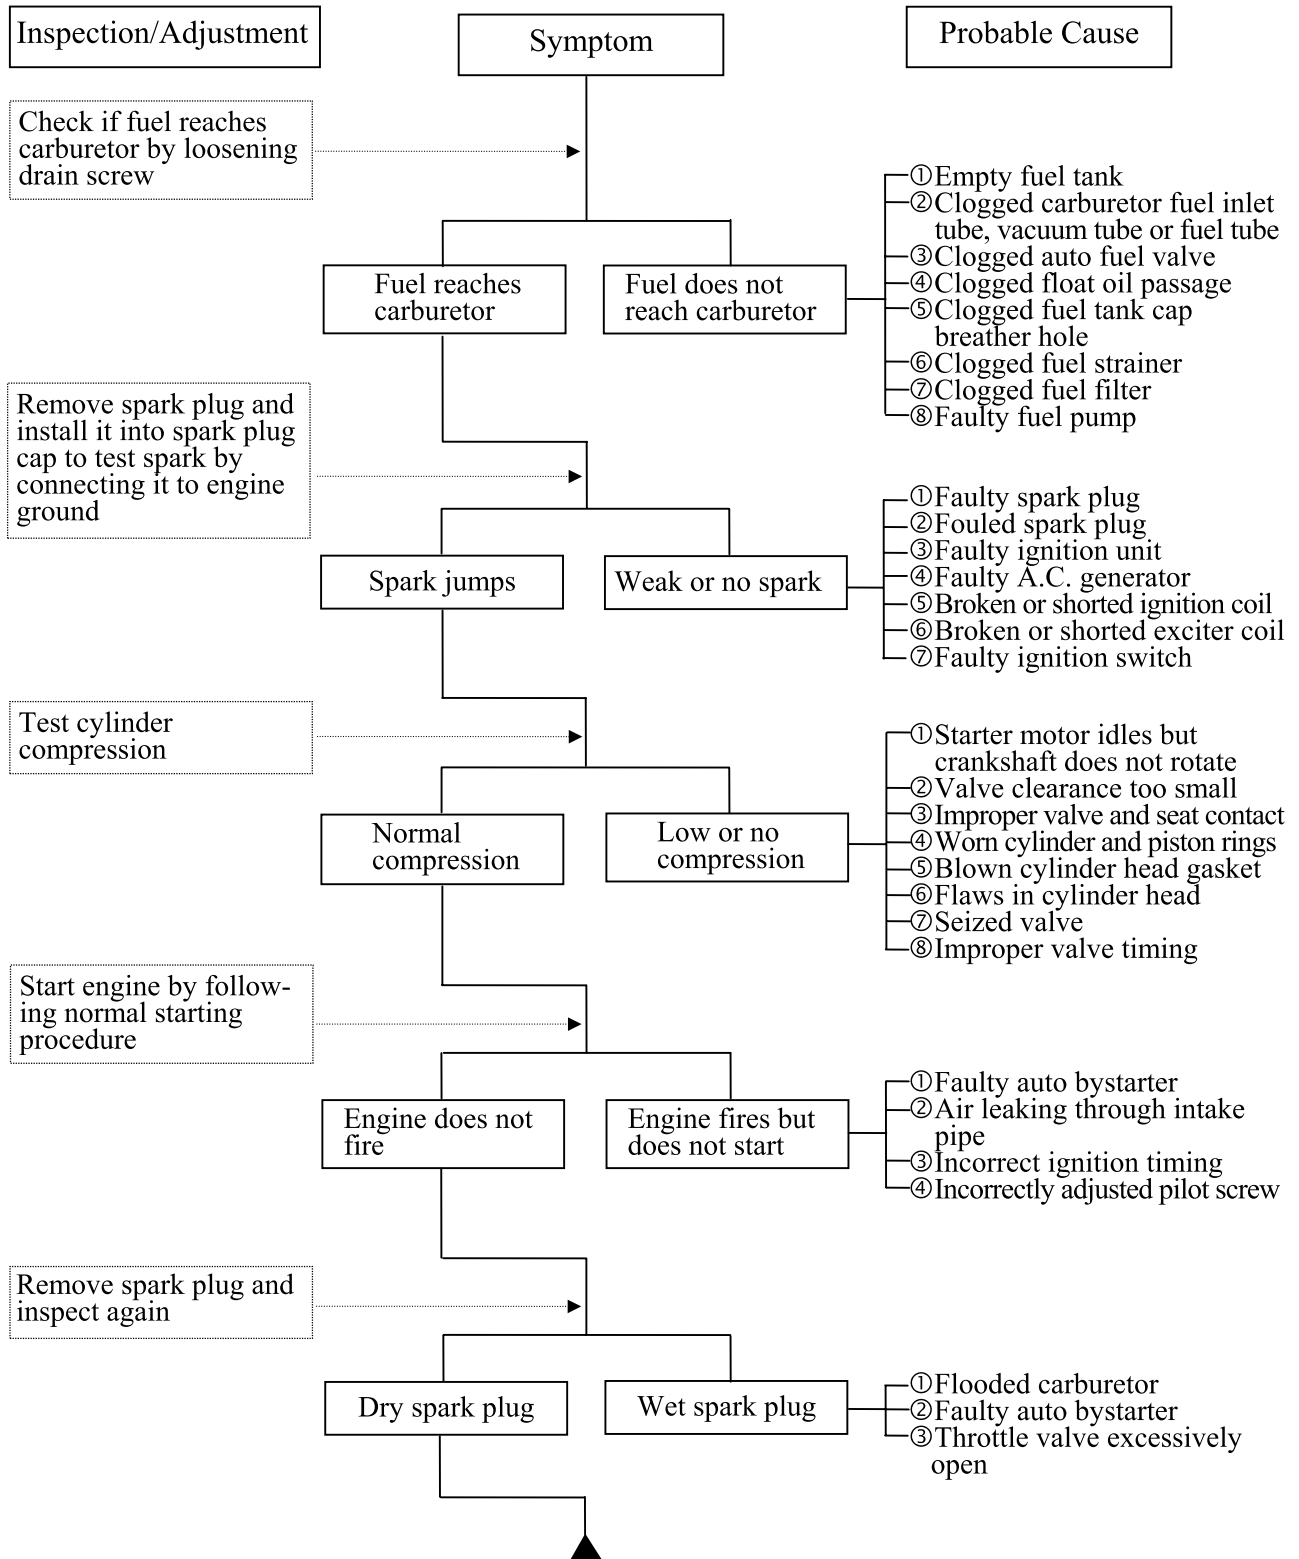 Inspection/Adjustment
Symptom
Probable Cause
Check if fuel reaches
carburetor by loosening
drain screw
Fuel reaches
carburetor
Fuel does not
reach carburetor
①Empty fuel tank
②Clogged carburetor fuel inlet
tube, vacuum tube or fuel tube
③Clogged auto fuel valve
④Clogged float oil passage
⑤Clogged fuel tank cap
breather hole
⑥Clogged fuel strainer
⑦Clogged fuel filter
⑧Faulty fuel pump
Remove spark plug and
install it into spark plug
cap to test spark by
connecting it to engine
ground
Spark jumps
Weak or no spark
①Faulty spark plug
②Fouled spark plug
③Faulty ignition unit
④Faulty A.C. generator
⑤Broken or shorted ignition coil
⑥Broken or shorted exciter coil
⑦Faulty ignition switch
Test cylinder
compression
Normal
compression
Low or no
compression
①Starter motor idles but
crankshaft does not rotate
②Valve clearance too small
③Improper valve and seat contact
④Worn cylinder and piston rings
⑤Blown cylinder head gasket
⑥Flaws in cylinder head
⑦Seized valve
⑧Improper valve timing
Start engine by follow-
ing normal starting
procedure
Engine does not
fire
Engine fires but
does not start
①Faulty auto bystarter
②Air leaking through intake
pipe
③Incorrect ignition timing
④Incorrectly adjusted pilot screw
Remove spark plug and
inspect again
Dry spark plug
Wet spark plug
①Flooded carburetor
②Faulty auto bystarter
③Throttle valve excessively
open